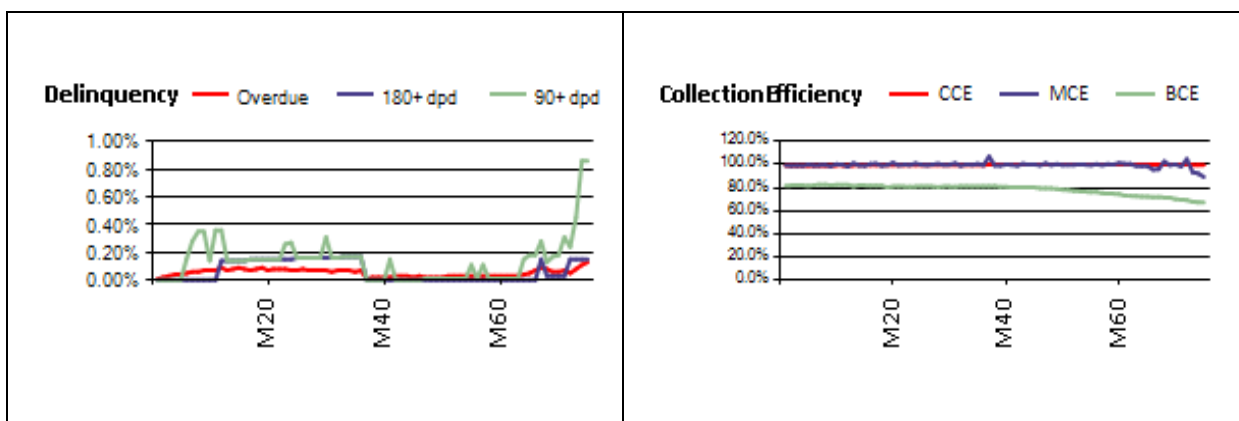 Delinquency Overdue 180+ dpd 90+ dpd
1.00%
0.80%
0.60%
0.40%
0.20%
0.00%
M20
M40
M60
Collection Efficiency CCE MCE BCE
120.0%
100.0%
80.0%
60.0%
40.0%
20.0%
0.0%
M20
M40
M60